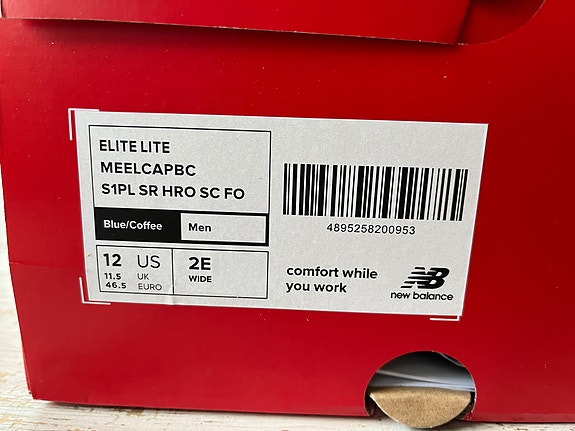 ELITE LITE
MEELCAPBC
S1PL SR HRO SC FO
Blue/Coffee Men
12 US
11.5 UK
46.5 EURO
2E
WIDE
4895258200953
comfort while
you work
NB
new balance